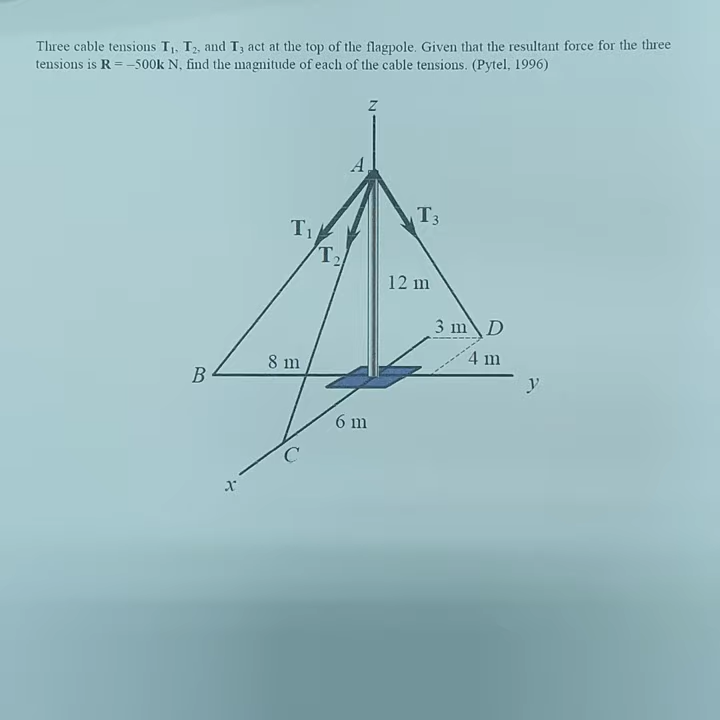 Three cable tensions T₁, T₂, and T₃ act at the top of the flagpole. Given that the resultant force for the three
tensions is R = −500k N, find the magnitude of each of the cable tensions. (Pytel, 1996)
z
A
T₃
T₁
T₂
12 m
3 m D
8 m
4 m
B
y
6 m
C
x